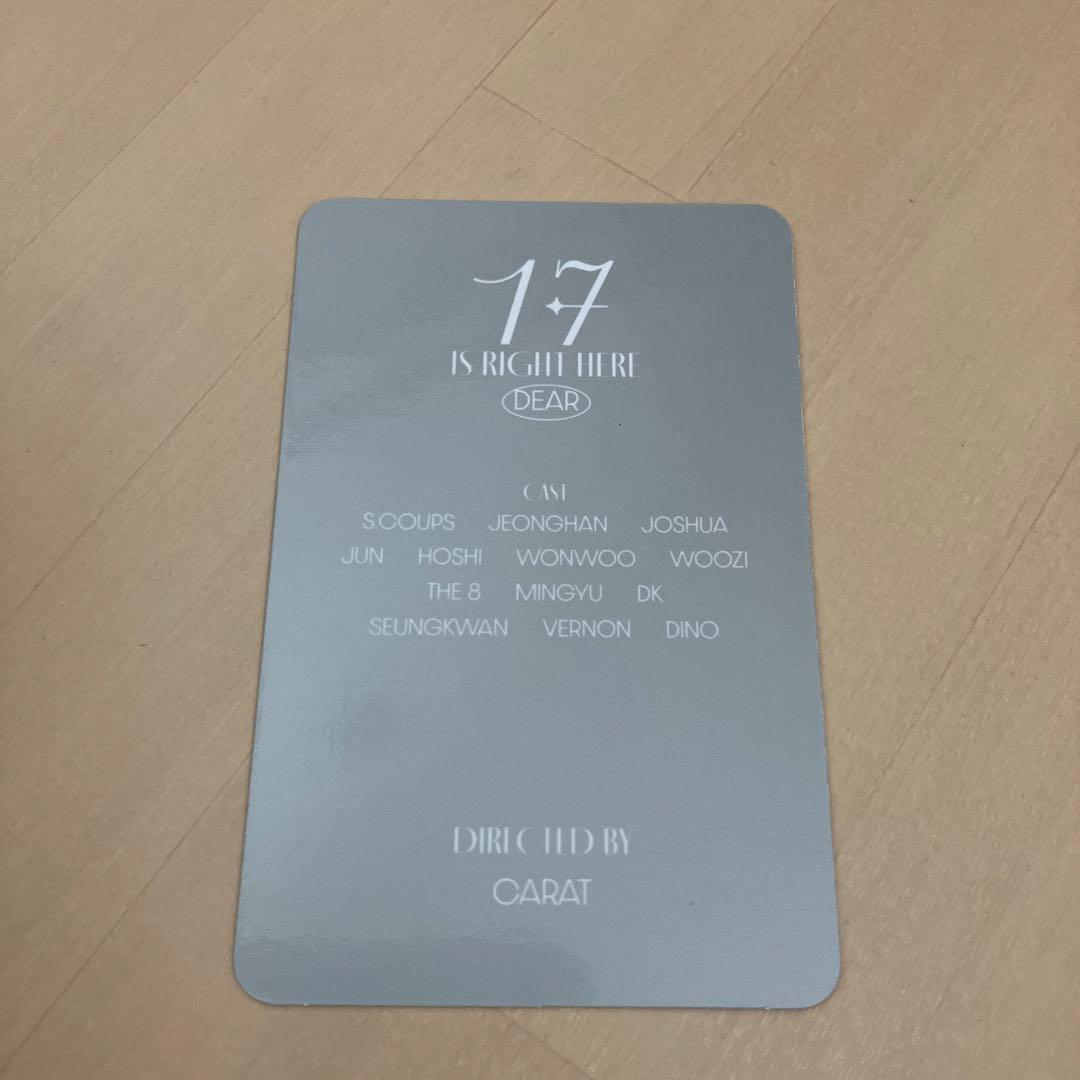 17
IS RIGHT HERE
DEAR
CAST
S.COUPS JEONGHAN JOSHUA
JUN HOSHI WONWOO WOOZI
THE 8 MINGYU DK
SEUNGKWAN VERNON DINO
DIRECTED BY
CARAT